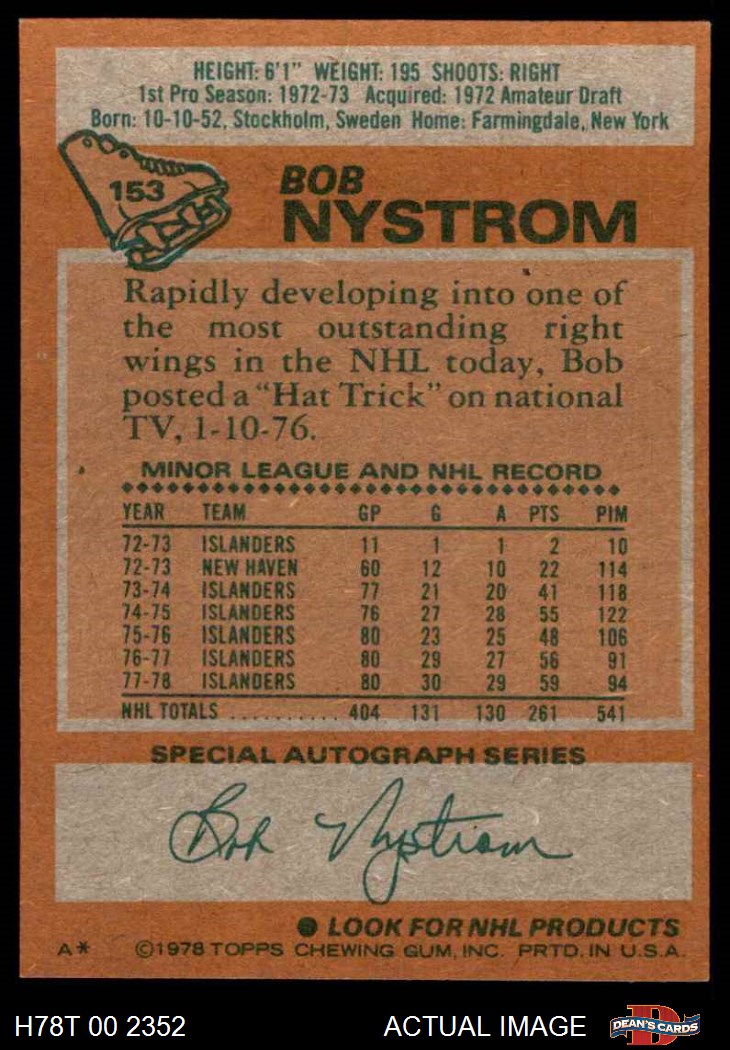 HEIGHT: 6'1" WEIGHT: 195 SHOOTS: RIGHT
1st Pro Season: 1972-73 Acquired: 1972 Amateur Draft
Born: 10-10-52, Stockholm, Sweden Home: Farmingdale, New York
153
BOB
NYSTROM
Rapidly developing into one of
the most outstanding right
wings in the NHL today, Bob
posted a "Hat Trick" on national
TV, 1-10-76.
MINOR LEAGUE AND NHL RECORD
YEAR TEAM GP G A PTS PIM
72-73 ISLANDERS 11 1 1 2 10
72-73 NEW HAVEN 60 12 10 22 114
73-74 ISLANDERS 77 21 20 41 118
74-75 ISLANDERS 76 27 28 55 122
75-76 ISLANDERS 80 23 25 48 106
76-77 ISLANDERS 80 29 27 56 91
77-78 ISLANDERS 80 30 29 59 94
NHL TOTALS .......... 404 131 130 261 541
SPECIAL AUTOGRAPH SERIES
Bob Nystrom
● LOOK FOR NHL PRODUCTS
A* ©1978 TOPPS CHEWING GUM, INC. PRTD. IN U.S.A.
H78T 00 2352 ACTUAL IMAGE DEAN'S CARDS